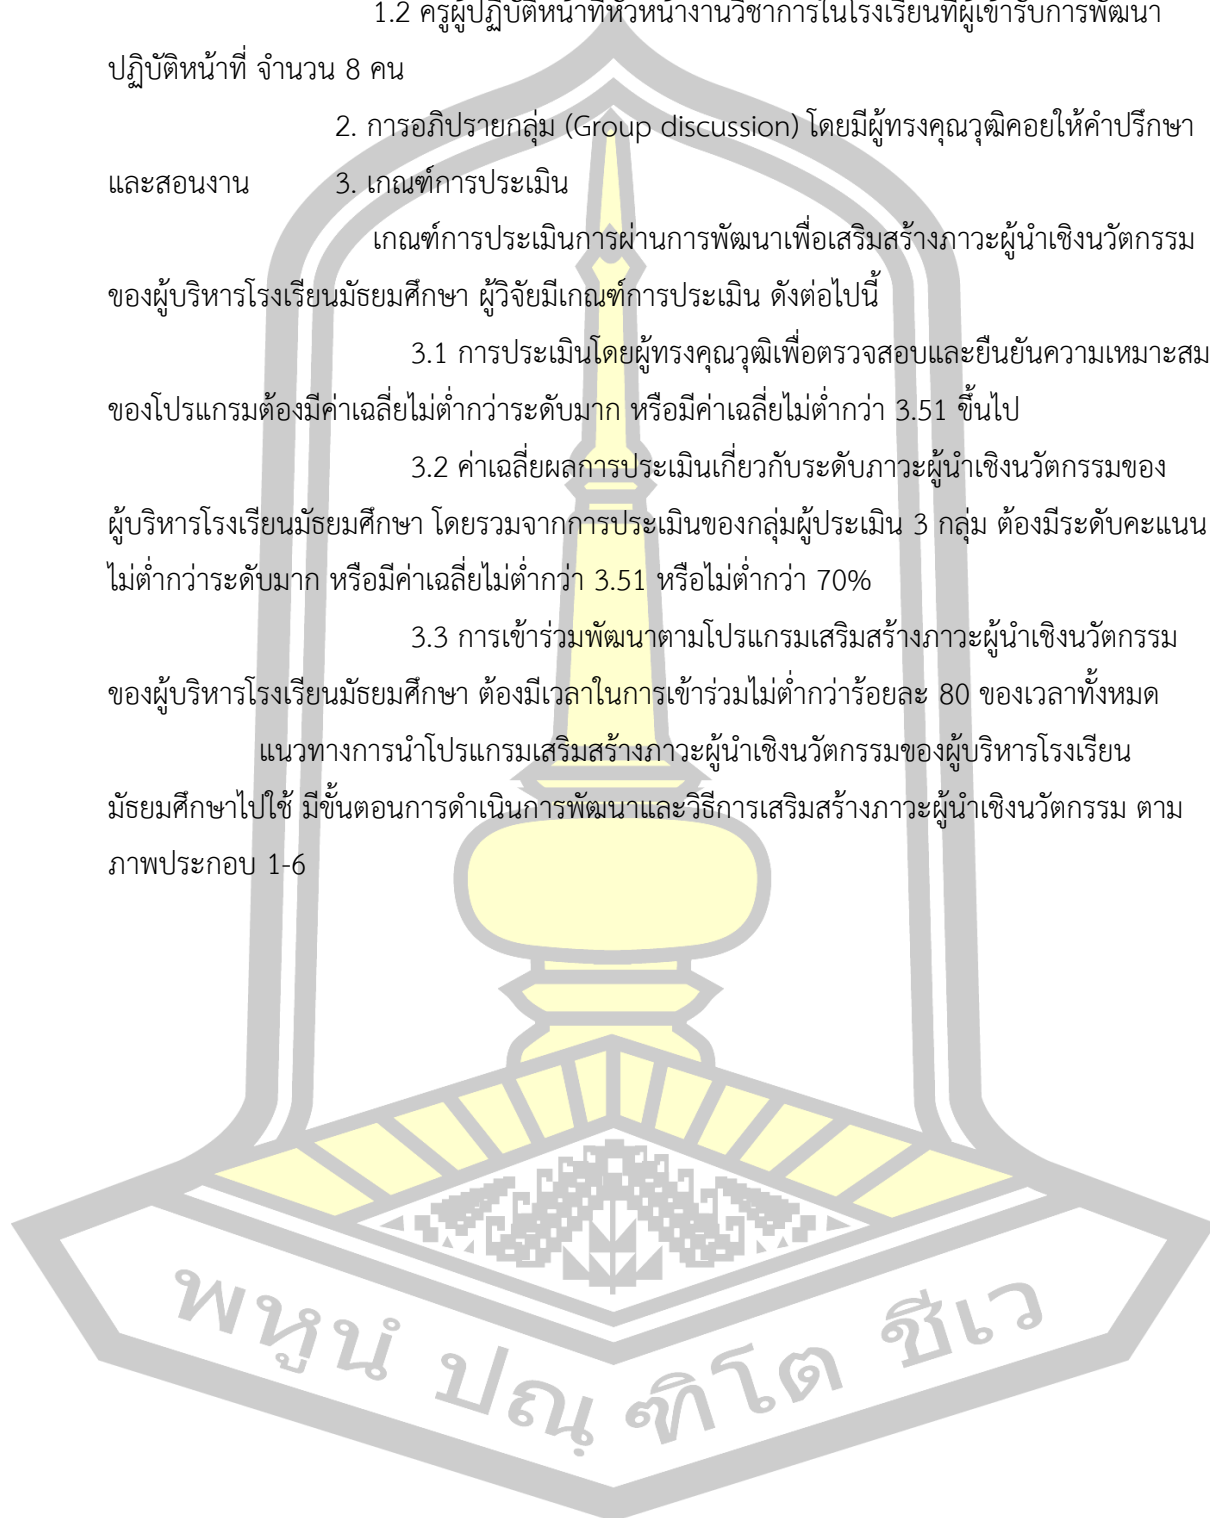 1.2 ครูผู้ปฏิบัติหน้าที่หัวหน้างานวิชาการในโรงเรียนที่ผู้เข้ารับการพัฒนา
ปฏิบัติหน้าที่ จำนวน 8 คน
2. การอภิปรายกลุ่ม (Group discussion) โดยมีผู้ทรงคุณวุฒิคอยให้คำปรึกษา
และสอนงาน 3. เกณฑ์การประเมิน
เกณฑ์การประเมินการผ่านการพัฒนาเพื่อเสริมสร้างภาวะผู้นำเชิงนวัตกรรม
ของผู้บริหารโรงเรียนมัธยมศึกษา ผู้วิจัยมีเกณฑ์การประเมิน ดังต่อไปนี้
3.1 การประเมินโดยผู้ทรงคุณวุฒิเพื่อตรวจสอบและยืนยันความเหมาะสม
ของโปรแกรมต้องมีค่าเฉลี่ยไม่ต่ำกว่าระดับมาก หรือมีค่าเฉลี่ยไม่ต่ำกว่า 3.51 ขึ้นไป
3.2 ค่าเฉลี่ยผลการประเมินเกี่ยวกับระดับภาวะผู้นำเชิงนวัตกรรมของ
ผู้บริหารโรงเรียนมัธยมศึกษา โดยรวมจากการประเมินของกลุ่มผู้ประเมิน 3 กลุ่ม ต้องมีระดับคะแนน
ไม่ต่ำกว่าระดับมาก หรือมีค่าเฉลี่ยไม่ต่ำกว่า 3.51 หรือไม่ต่ำกว่า 70%
3.3 การเข้าร่วมพัฒนาตามโปรแกรมเสริมสร้างภาวะผู้นำเชิงนวัตกรรม
ของผู้บริหารโรงเรียนมัธยมศึกษา ต้องมีเวลาในการเข้าร่วมไม่ต่ำกว่าร้อยละ 80 ของเวลาทั้งหมด
แนวทางการนำโปรแกรมเสริมสร้างภาวะผู้นำเชิงนวัตกรรมของผู้บริหารโรงเรียน
มัธยมศึกษาไปใช้ มีขั้นตอนการดำเนินการพัฒนาและวิธีการเสริมสร้างภาวะผู้นำเชิงนวัตกรรม ตาม
ภาพประกอบ 1-6
พหูนํ ปณฺฑิโต ชีเว